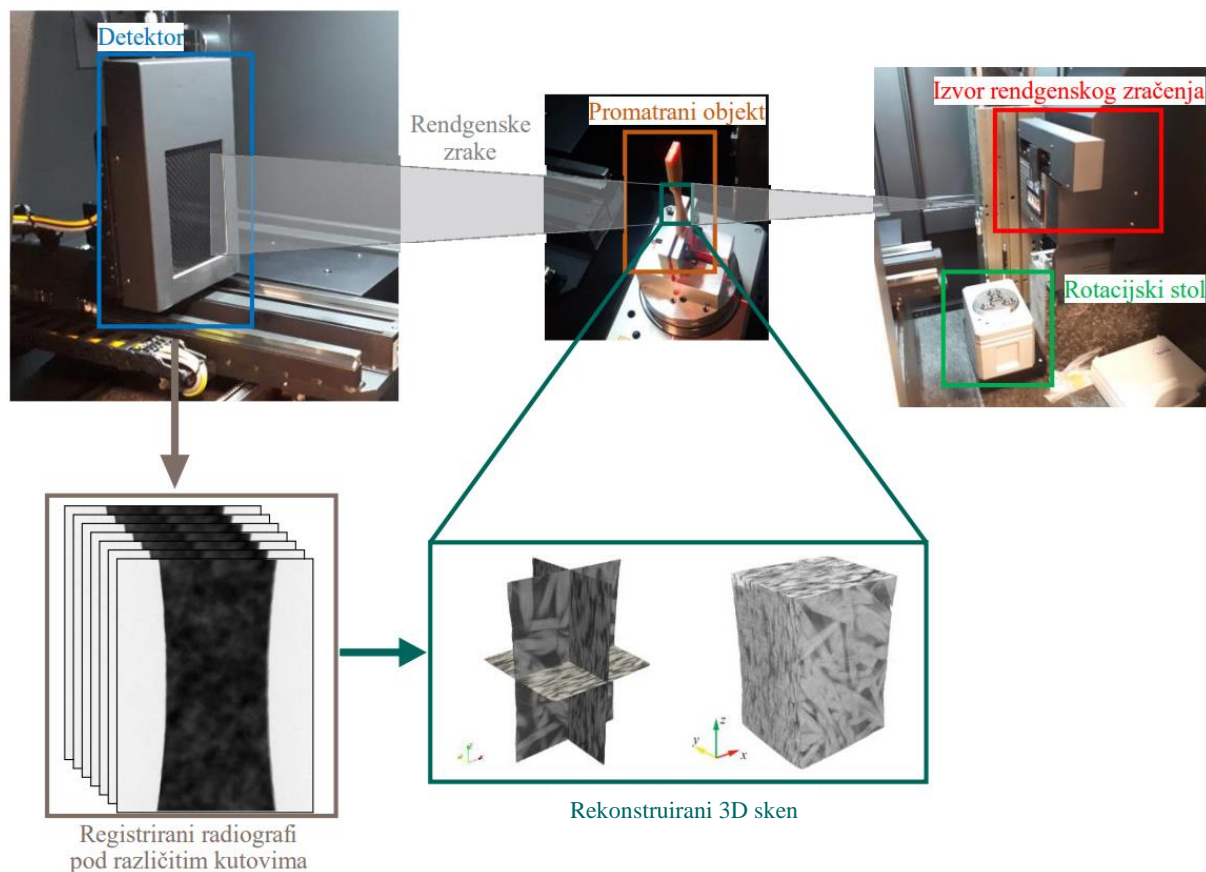 Detektor
Rendgenske
zrake
Promatrani objekt
Izvor rendgenskog zračenja
Rotacijski stol
z
y
x
Rekonstruirani 3D sken
Registrirani radiografi
pod različitim kutovima